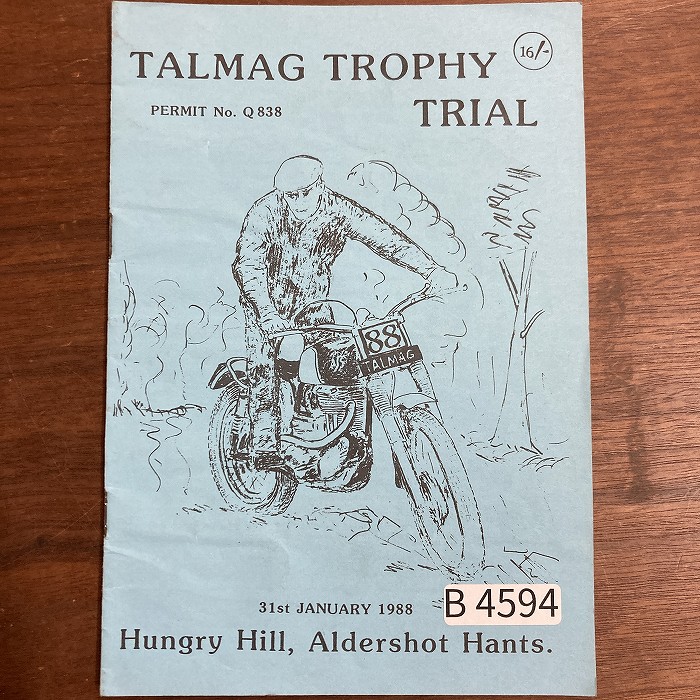 TALMAG TROPHY
16/-
PERMIT No. Q 838
TRIAL
88
TALMAG
31st JANUARY 1988
B 4594
Hungry Hill, Aldershot Hants.